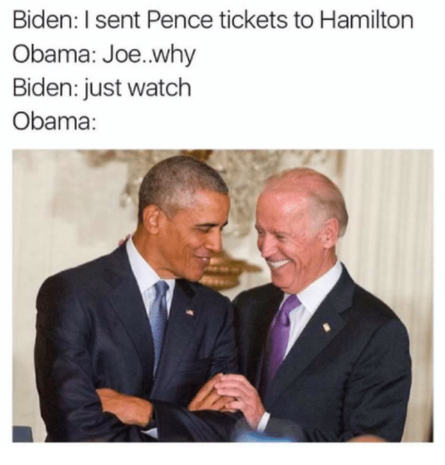 Biden: I sent Pence tickets to Hamilton
Obama: Joe..why
Biden: just watch
Obama: